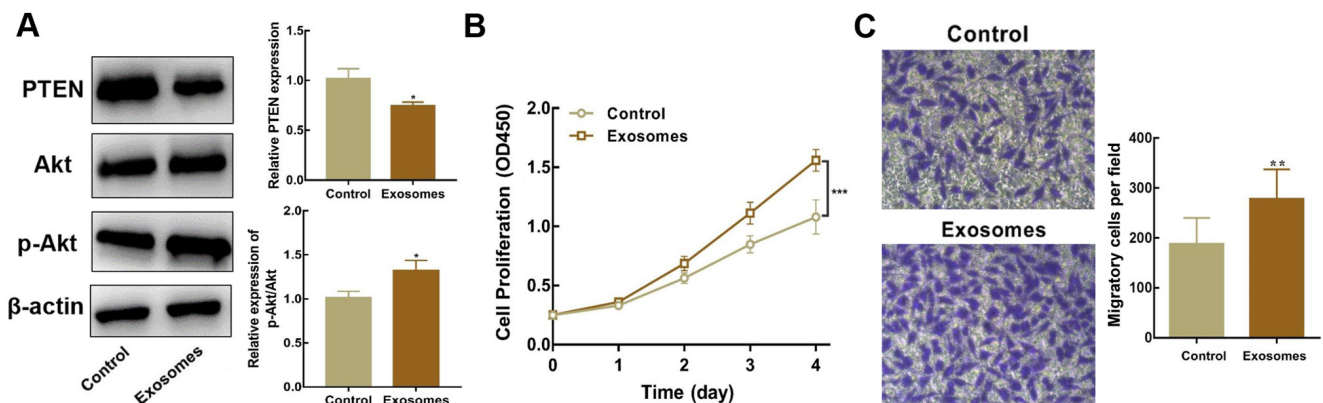 A
PTEN
Akt
p-Akt
β-actin
Control
Exosomes
Relative PTEN expression
1.5
1.0
0.5
0.0
Control
Exosomes
*
Relative expression of
p-Akt/Akt
2.0
1.5
1.0
0.5
0.0
Control
Exosomes
*
B
Cell Proliferation (OD450)
2.0
1.5
1.0
0.5
0.0
Control
Exosomes
***
0 1 2 3 4
Time (day)
C
Control
Exosomes
Migratory cells per field
400
300
200
100
0
**
Control
Exosomes